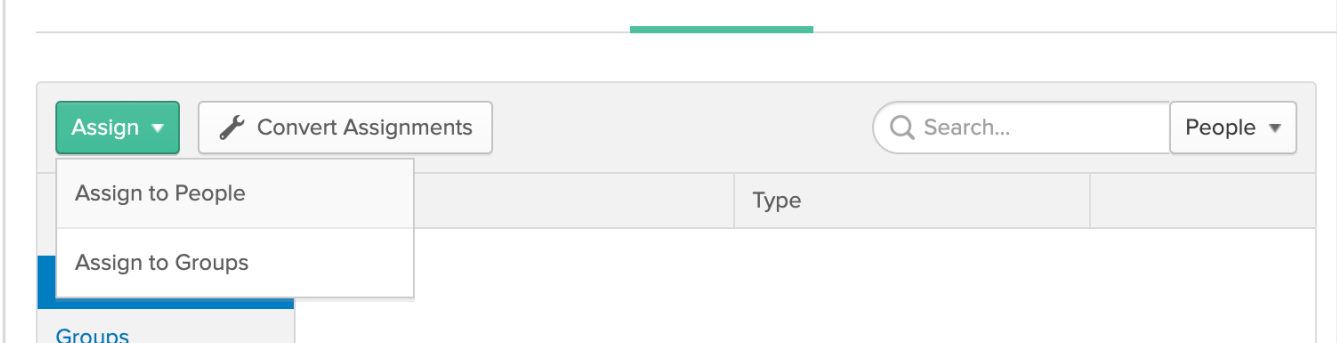 Assign
Convert Assignments
Search...
People
Assign to People
Type
Assign to Groups
Groups